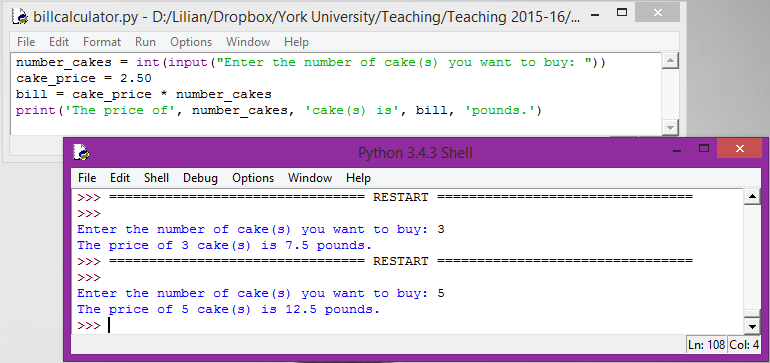 billcalculator.py - D:/Lilian/Dropbox/York University/Teaching/Teaching 2015-16/...
File Edit Format Run Options Window Help
number_cakes = int(input("Enter the number of cake(s) you want to buy: "))
cake_price = 2.50
bill = cake_price * number_cakes
print('The price of', number_cakes, 'cake(s) is', bill, 'pounds.')
Python 3.4.3 Shell
File Edit Shell Debug Options Window Help
>>> ================================ RESTART ================================
>>>
Enter the number of cake(s) you want to buy: 3
The price of 3 cake(s) is 7.5 pounds.
>>> ================================ RESTART ================================
>>>
Enter the number of cake(s) you want to buy: 5
The price of 5 cake(s) is 12.5 pounds.
>>>
Ln: 108 Col: 4